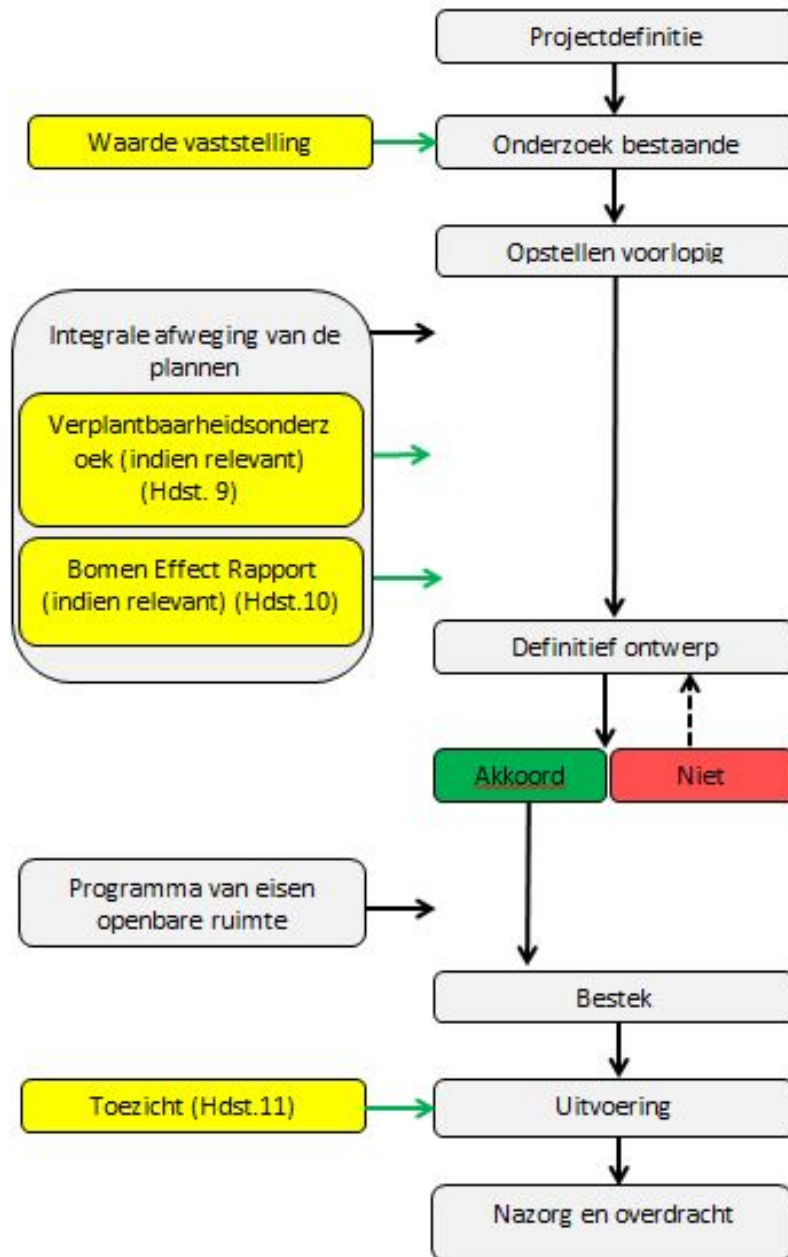 Projectdefinitie
Waarde vaststelling
Onderzoek bestaande
Opstellen voorlopig
Integrale afweging van de
plannen
Verplantbaarheidsonderz
oek (indien relevant)
(Hdst. 9)
Bomen Effect Rapport
(indien relevant) (Hdst.10)
Definitief ontwerp
Akkoord
Niet
Programma van eisen
openbare ruimte
Bestek
Toezicht (Hdst.11)
Uitvoering
Nazorg en overdracht